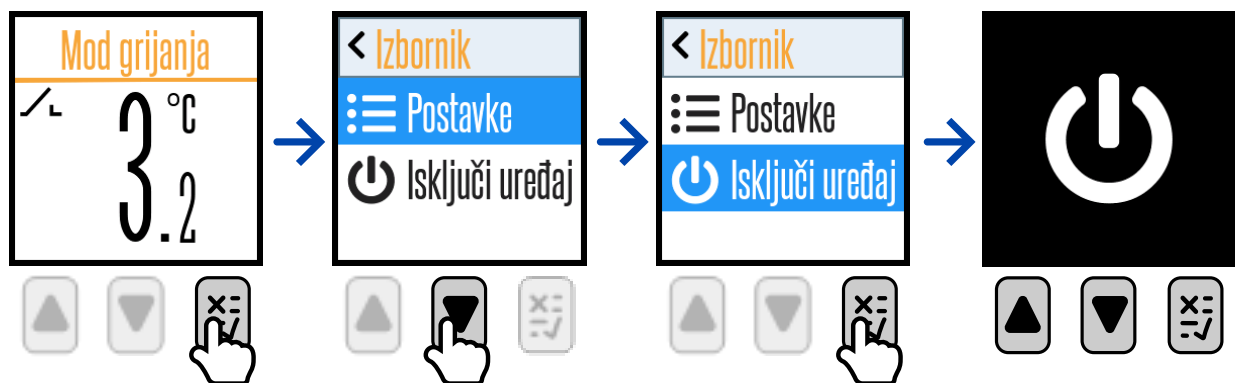 Mod grijanja
3.2 °C
< Izbornik
Postavke
Isključi uređaj
< Izbornik
Postavke
Isključi uređaj